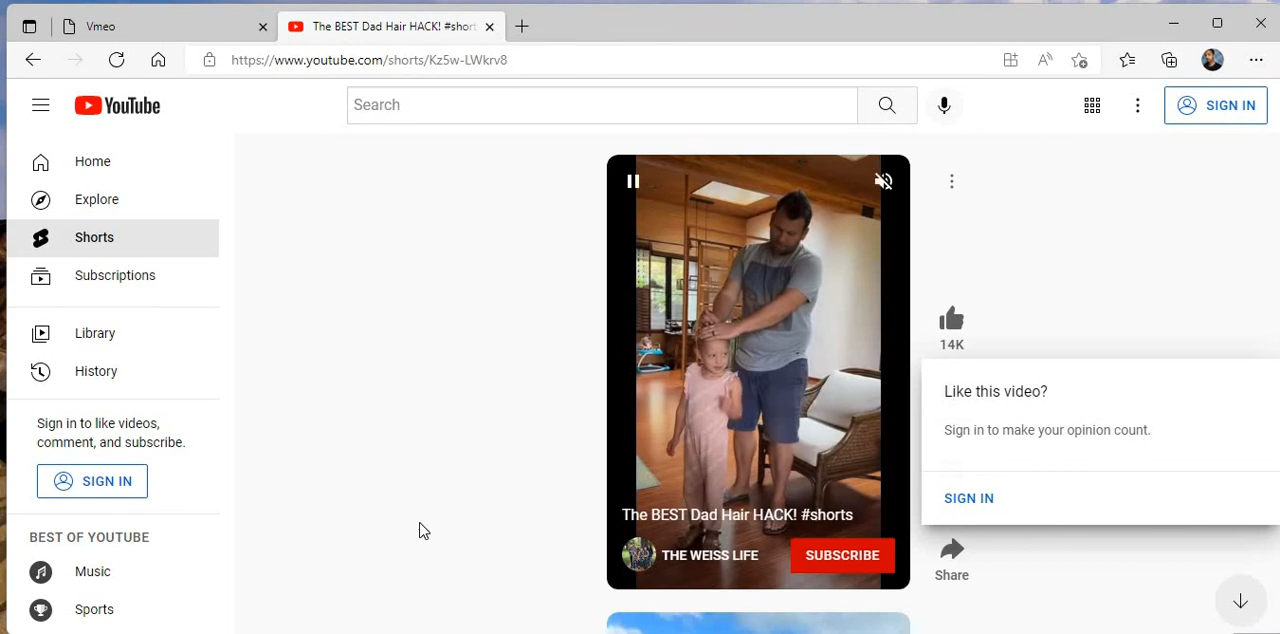 Vmeo
The BEST Dad Hair HACK! #short
https://www.youtube.com/shorts/Kz5w-LWkrv8
YouTube
Search
SIGN IN
Home
Explore
Shorts
Subscriptions
Library
History
Sign in to like videos,
comment, and subscribe.
SIGN IN
BEST OF YOUTUBE
Music
Sports
The BEST Dad Hair HACK! #shorts
THE WEISS LIFE
SUBSCRIBE
14K
Like this video?
Sign in to make your opinion count.
SIGN IN
Share